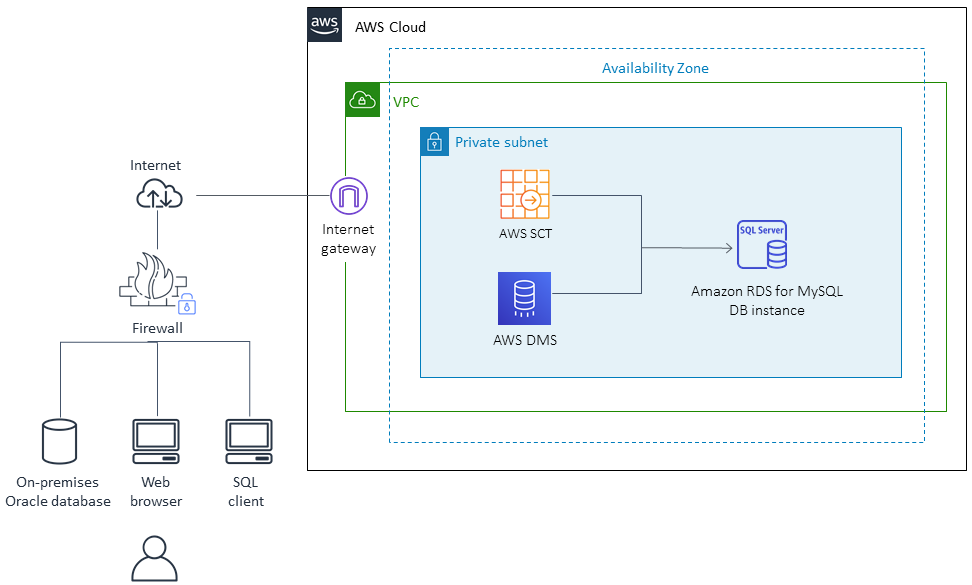 aws
AWS Cloud
Availability Zone
VPC
Private subnet
Internet
AWS SCT
SQL Server
Internet
gateway
Amazon RDS for MySQL
DB instance
Firewall
AWS DMS
On-premises
Oracle database
Web
browser
SQL
client